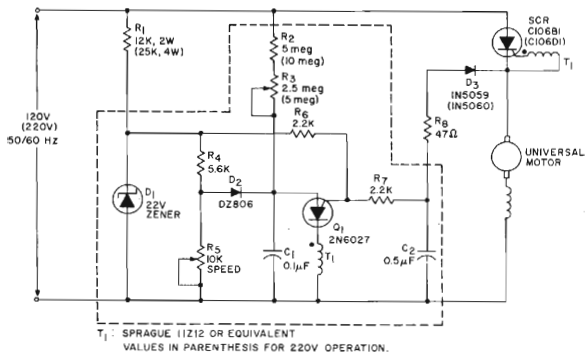 R1
12K, 2W
(25K, 4W)
R2
5 meg
(10 meg)
R3
2.5 meg
(5 meg)
SCR
C106B1
(C106D1)
T1
D3
1N5059
(1N5060)
120V
(220V)
50/60 Hz
R6
2.2K
R8
47Ω
UNIVERSAL
MOTOR
R4
5.6K
D2
DZ806
R7
2.2K
D1
22V
ZENER
Q1
2N6027
R5
10K
SPEED
C1
0.1µF
T1
C2
0.5µF
T1: SPRAGUE 11Z12 OR EQUIVALENT
VALUES IN PARENTHESIS FOR 220V OPERATION.